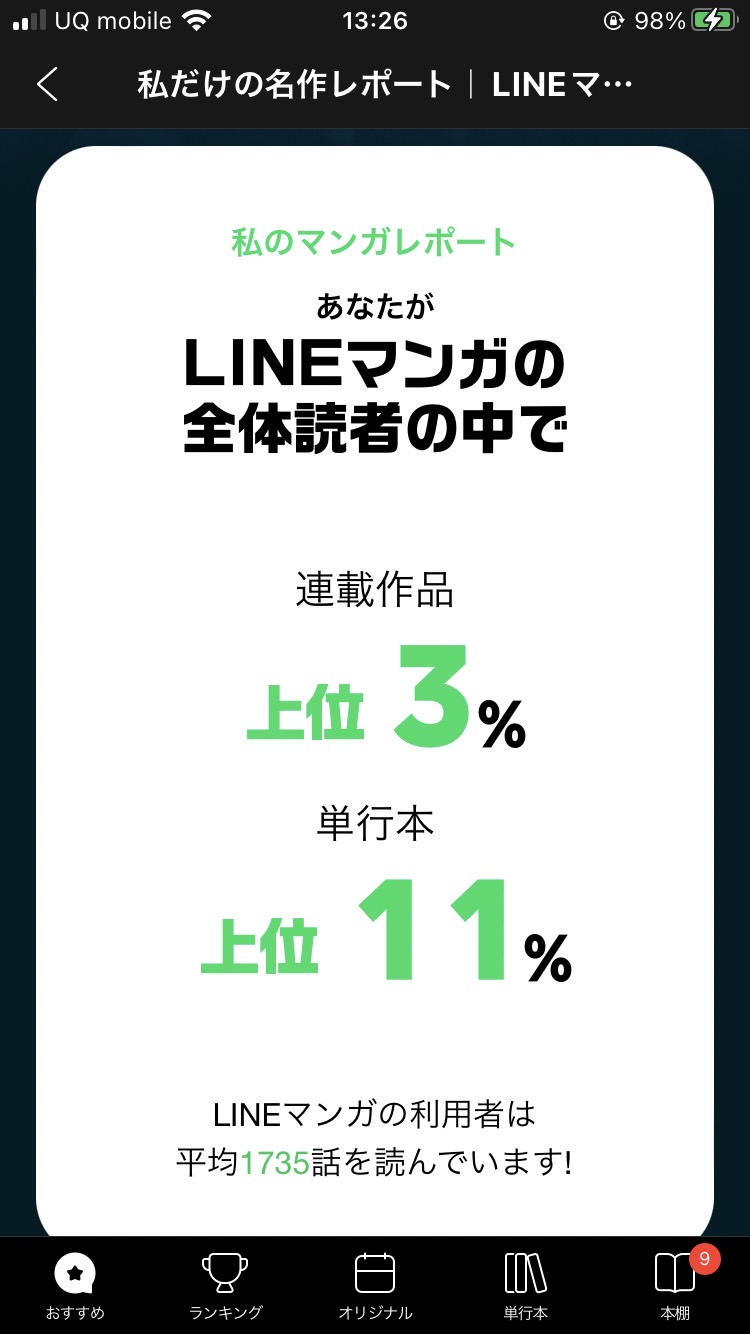 UQ mobile 13:26 98%
私だけの名作レポート｜LINEマ…
私のマンガレポート
あなたが
LINEマンガの
全体読者の中で
連載作品
上位 3%
単行本
上位 11%
LINEマンガの利用者は
平均1735話を読んでいます!
9
おすすめ ランキング オリジナル 単行本 本棚